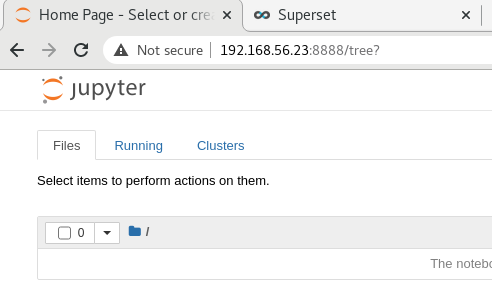 Home Page - Select or crea
Superset
Not secure
192.168.56.23:8888/tree?
jupyter
Files
Running
Clusters
Select items to perform actions on them.
0
/
The notebo